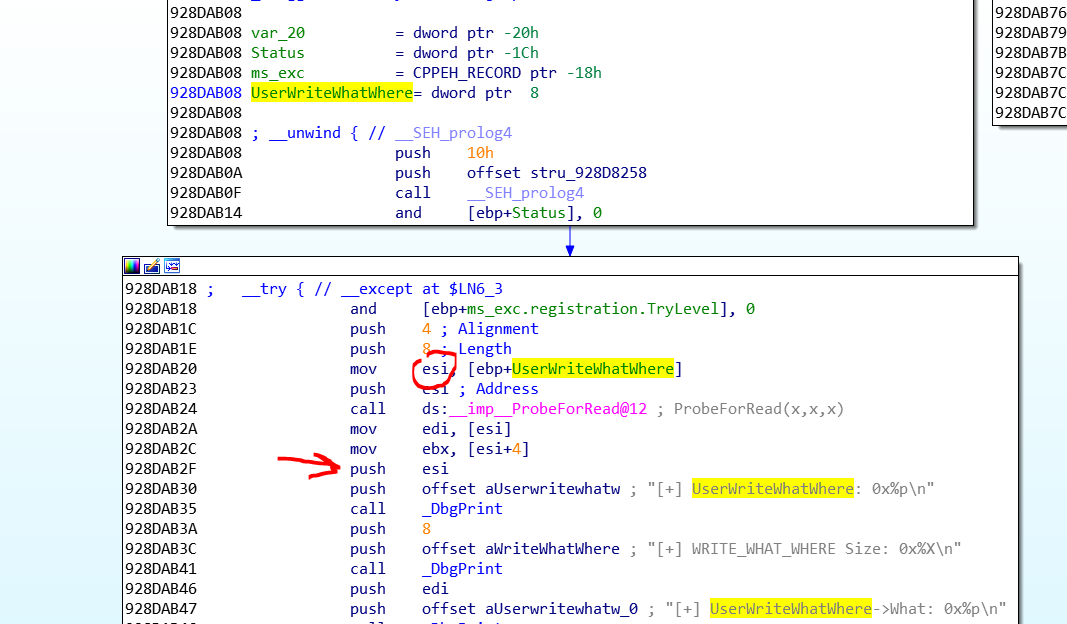 928DAB08
928DAB08 var_20 = dword ptr -20h
928DAB08 Status = dword ptr -1Ch
928DAB08 ms_exc = CPPEH_RECORD ptr -18h
928DAB08 UserWriteWhatWhere= dword ptr 8
928DAB08
928DAB08 ; __unwind { // __SEH_prolog4
928DAB08 push 10h
928DAB0A push offset stru_928D8258
928DAB0F call __SEH_prolog4
928DAB14 and [ebp+Status], 0
928DAB76
928DAB79
928DAB7B
928DAB7C
928DAB7C
928DAB7C
928DAB18 ; __try { // __except at $LN6_3
928DAB18 and [ebp+ms_exc.registration.TryLevel], 0
928DAB1C push 4 ; Alignment
928DAB1E push 8 ; Length
928DAB20 mov esi, [ebp+UserWriteWhatWhere]
928DAB23 push esi ; Address
928DAB24 call ds:__imp__ProbeForRead@12 ; ProbeForRead(x,x,x)
928DAB2A mov edi, [esi]
928DAB2C mov ebx, [esi+4]
928DAB2F push esi
928DAB30 push offset aUserwritewhatw ; "[+] UserWriteWhatWhere: 0x%p\n"
928DAB35 call _DbgPrint
928DAB3A push 8
928DAB3C push offset aWriteWhatWhere ; "[+] WRITE_WHAT_WHERE Size: 0x%X\n"
928DAB41 call _DbgPrint
928DAB46 push edi
928DAB47 push offset aUserwritewhatw_0 ; "[+] UserWriteWhatWhere->What: 0x%p\n"